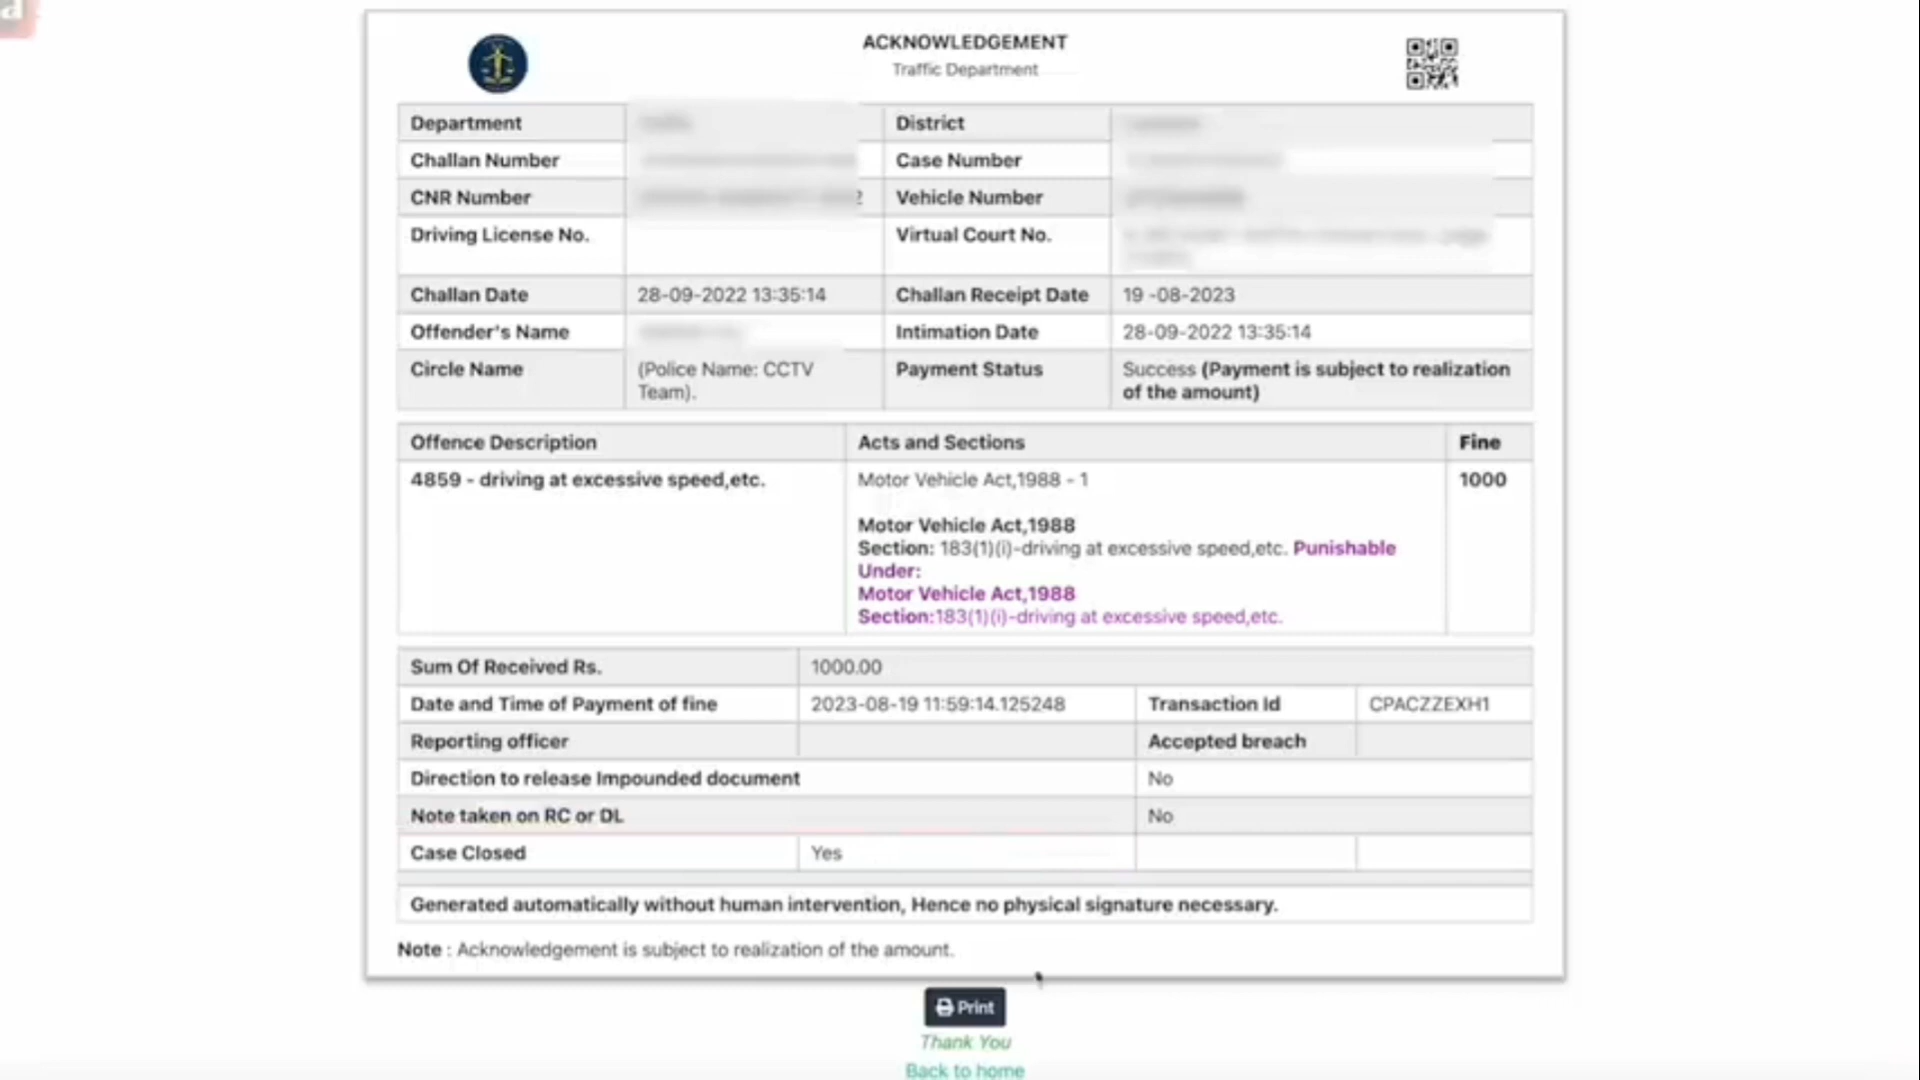 a
ACKNOWLEDGEMENT
Traffic Department
Department
District
Challan Number
Case Number
CNR Number
2
Vehicle Number
Driving License No.
Virtual Court No.
Challan Date
28-09-2022 13:35:14
Challan Receipt Date
19 -08-2023
Offender's Name
Intimation Date
28-09-2022 13:35:14
Circle Name
(Police Name: CCTV
Team).
Payment Status
Success (Payment is subject to realization
of the amount)
Offence Description
Acts and Sections
Fine
4859 - driving at excessive speed,etc.
Motor Vehicle Act,1988 - 1
1000
Motor Vehicle Act,1988
Section: 183(1)(i)-driving at excessive speed,etc. Punishable
Under:
Motor Vehicle Act,1988
Section:183(1)(i)-driving at excessive speed,etc.
Sum Of Received Rs.
1000.00
Date and Time of Payment of fine
2023-08-19 11:59:14.125248
Transaction Id
CPACZZEXH1
Reporting officer
Accepted breach
Direction to release Impounded document
No
Note taken on RC or DL
No
Case Closed
Yes
Generated automatically without human intervention, Hence no physical signature necessary.
Note : Acknowledgement is subject to realization of the amount.
Print
Thank You
Back to home